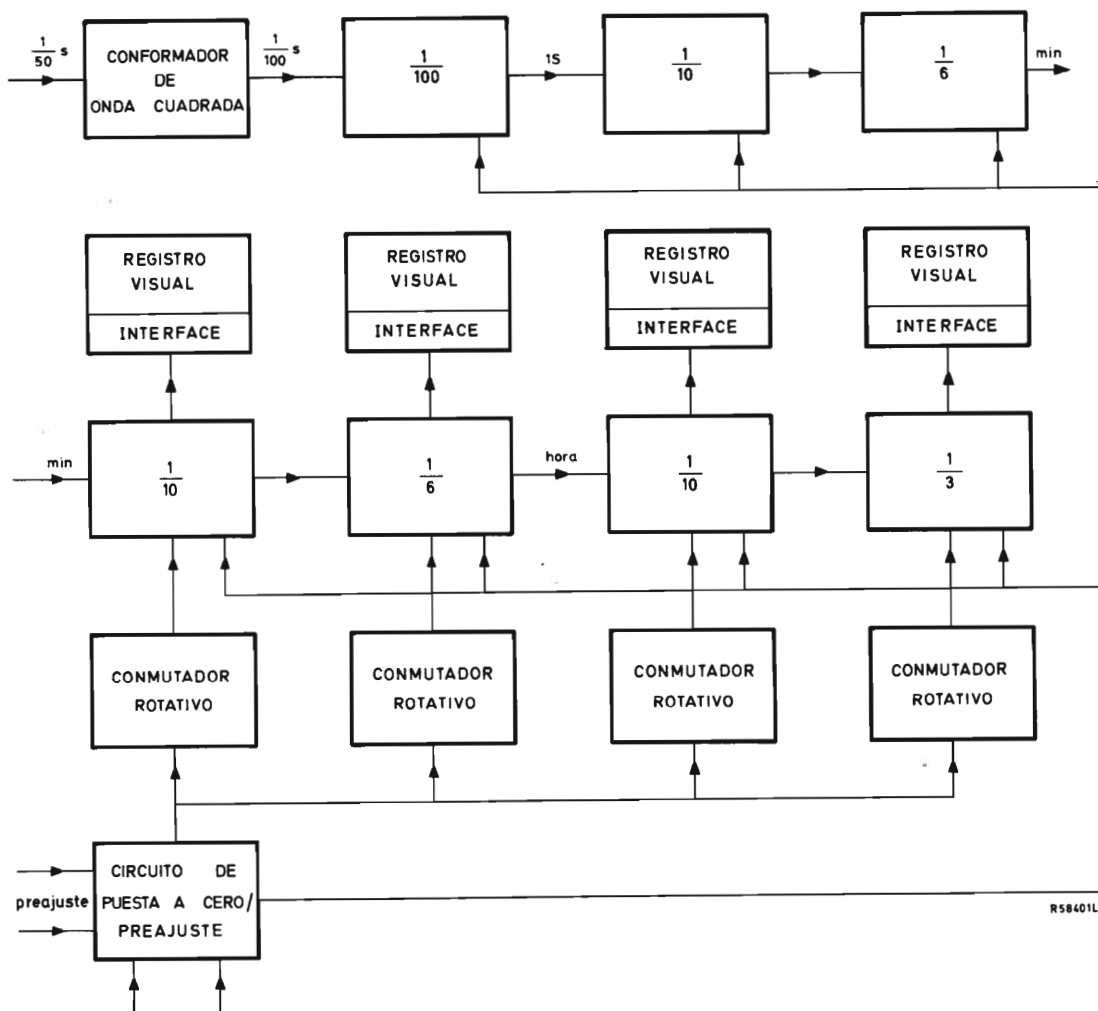 1/50 s
CONFORMADOR
DE
ONDA CUADRADA
1/100 s
1/100
1S
1/10
1/6
min
REGISTRO
VISUAL
INTERFACE
REGISTRO
VISUAL
INTERFACE
REGISTRO
VISUAL
INTERFACE
REGISTRO
VISUAL
INTERFACE
min
1/10
1/6
hora
1/10
1/3
CONMUTADOR
ROTATIVO
CONMUTADOR
ROTATIVO
CONMUTADOR
ROTATIVO
CONMUTADOR
ROTATIVO
preajuste
CIRCUITO DE
PUESTA A CERO/
PREAJUSTE
R58401L